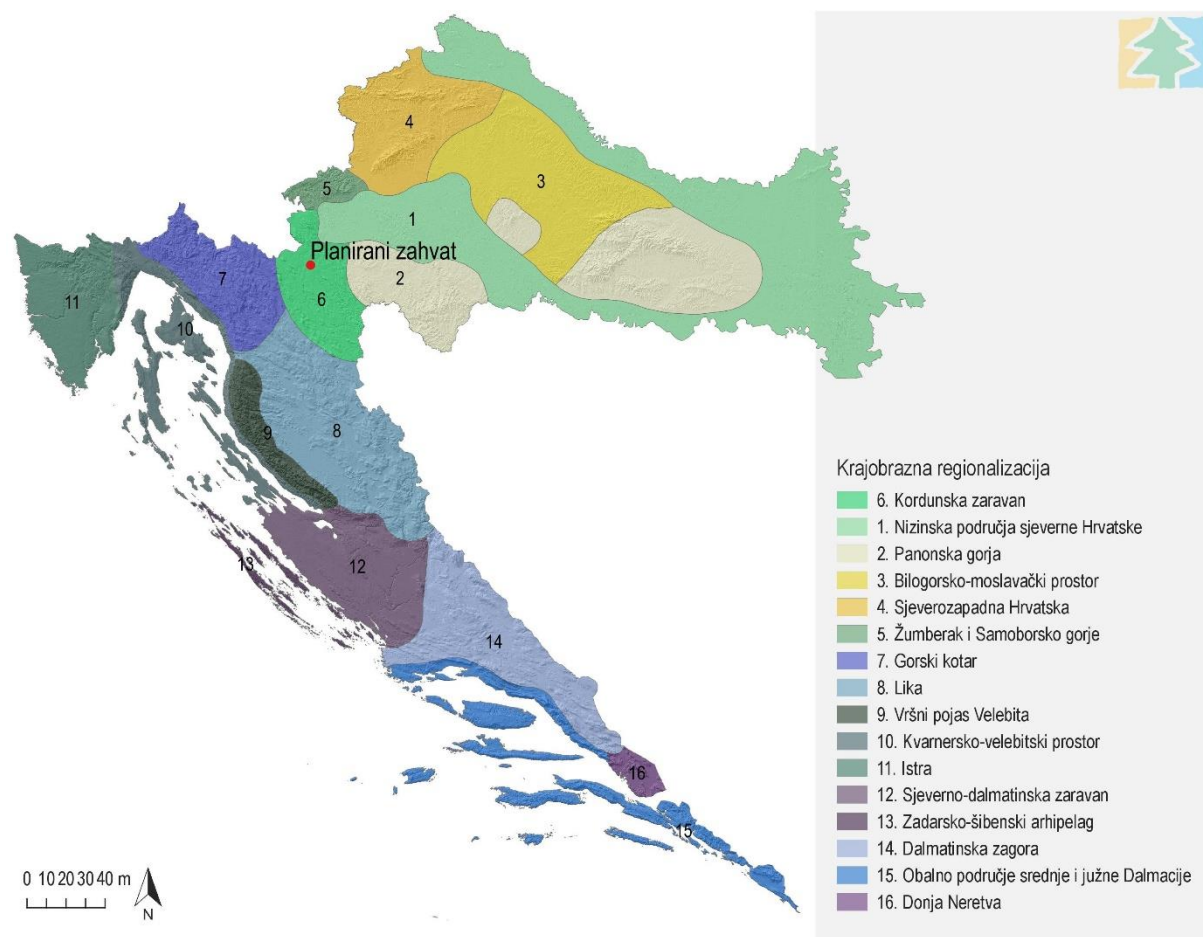 4
5
3
1
Planirani zahvat
2
7
6
11
10
9
8
13
12
14
16
15
0 10 20 30 40 m
N
Krajobrazna regionalizacija
6. Kordunska zaravan
1. Nizinska područja sjeverne Hrvatske
2. Panonska gorja
3. Bilogorsko-moslavački prostor
4. Sjeverozapadna Hrvatska
5. Žumberak i Samoborsko gorje
7. Gorski kotar
8. Lika
9. Vršni pojas Velebita
10. Kvarnersko-velebitski prostor
11. Istra
12. Sjeverno-dalmatinska zaravan
13. Zadarsko-šibenski arhipelag
14. Dalmatinska zagora
15. Obalno područje srednje i južne Dalmacije
16. Donja Neretva